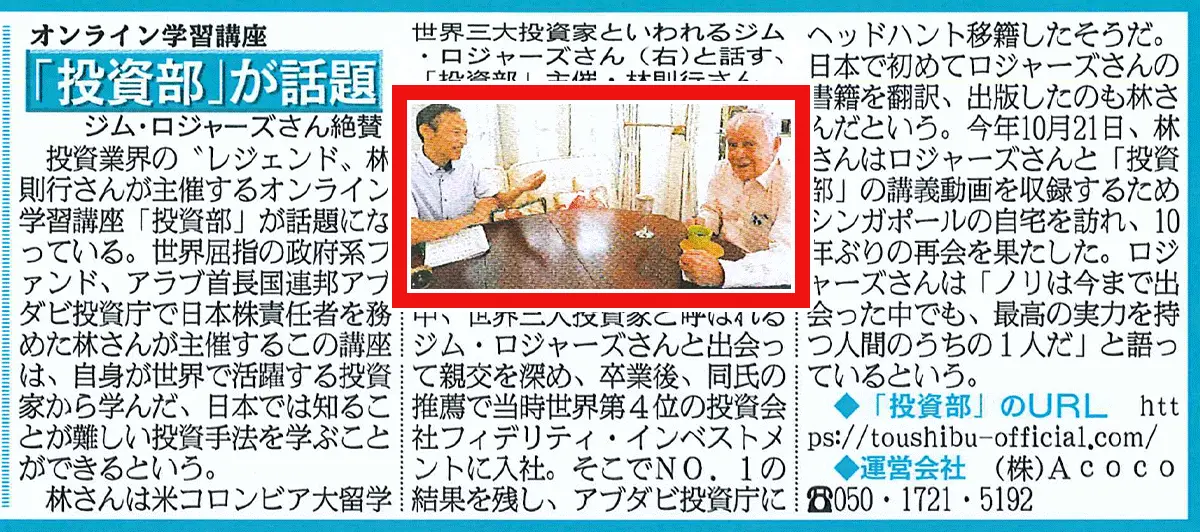 オンライン学習講座
「投資部」が話題
ジム・ロジャーズさん絶賛
投資業界の〝レジェンド〟林
則行さんが主催するオンライン
学習講座「投資部」が話題にな
っている。世界屈指の政府系フ
ァンド、アラブ首長国連邦アブ
ダビ投資庁で日本株責任者を務
めた林さんが主催するこの講座
は、自身が世界で活躍する投資
家から学んだ、日本では知るこ
とが難しい投資手法を学ぶこと
ができるという。
林さんは米コロンビア大留学
世界三大投資家といわれるジム
・ロジャーズさん（右）と話す、
「投資部」主催・林則行さん
中、世界三大投資家と呼ばれる
ジム・ロジャーズさんと出会っ
て親交を深め、卒業後、同氏の
推薦で当時世界第４位の投資会
社フィデリティ・インベストメ
ントに入社。そこでＮＯ．１の
結果を残し、アブダビ投資庁に
ヘッドハント移籍したそうだ。
日本で初めてロジャーズさんの
書籍を翻訳、出版したのも林さ
んだという。今年10月21日、林
さんはロジャーズさんと「投資
部」の講義動画を収録するため
シンガポールの自宅を訪れ、10
年ぶりの再会を果たした。ロジ
ャーズさんは「ノリは今まで出
会った中でも、最高の実力を持
つ人間のうちの１人だ」と語っ
ているという。
◆「投資部」のＵＲＬ　htt
ps://toushibu-official.com/
◆運営会社　(株)Ａｃｏｃｏ
☎050・1721・5192